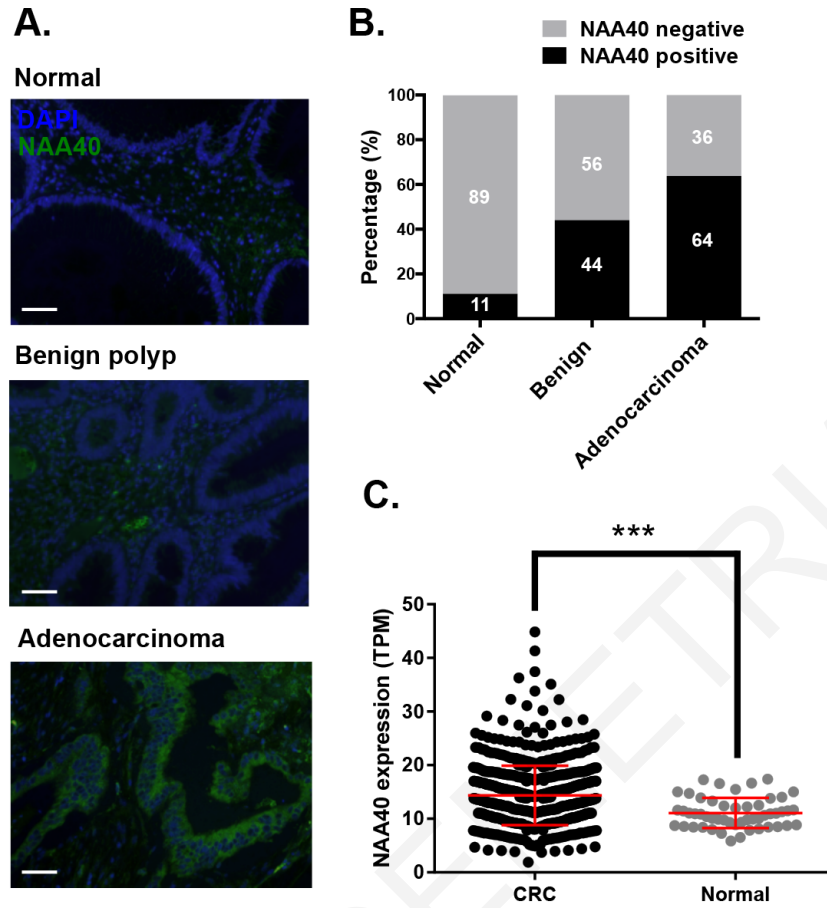 A.
Normal
DAPI
NAA40
Benign polyp
Adenocarcinoma
B.
NAA40 negative
NAA40 positive
Percentage (%)
100
80
60
40
20
0
89
11
56
44
36
64
Normal
Benign
Adenocarcinoma
C.
***
NAA40 expression (TPM)
50
40
30
20
10
0
CRC
Normal